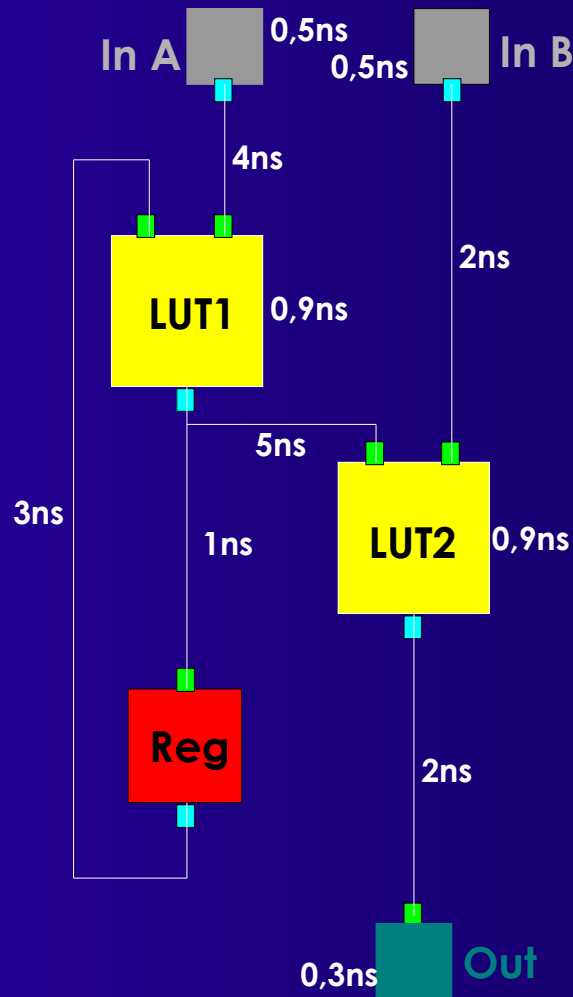 In A
0,5ns
0,5ns
In B
4ns
2ns
LUT1
0,9ns
5ns
3ns
1ns
LUT2
0,9ns
Reg
2ns
0,3ns
Out